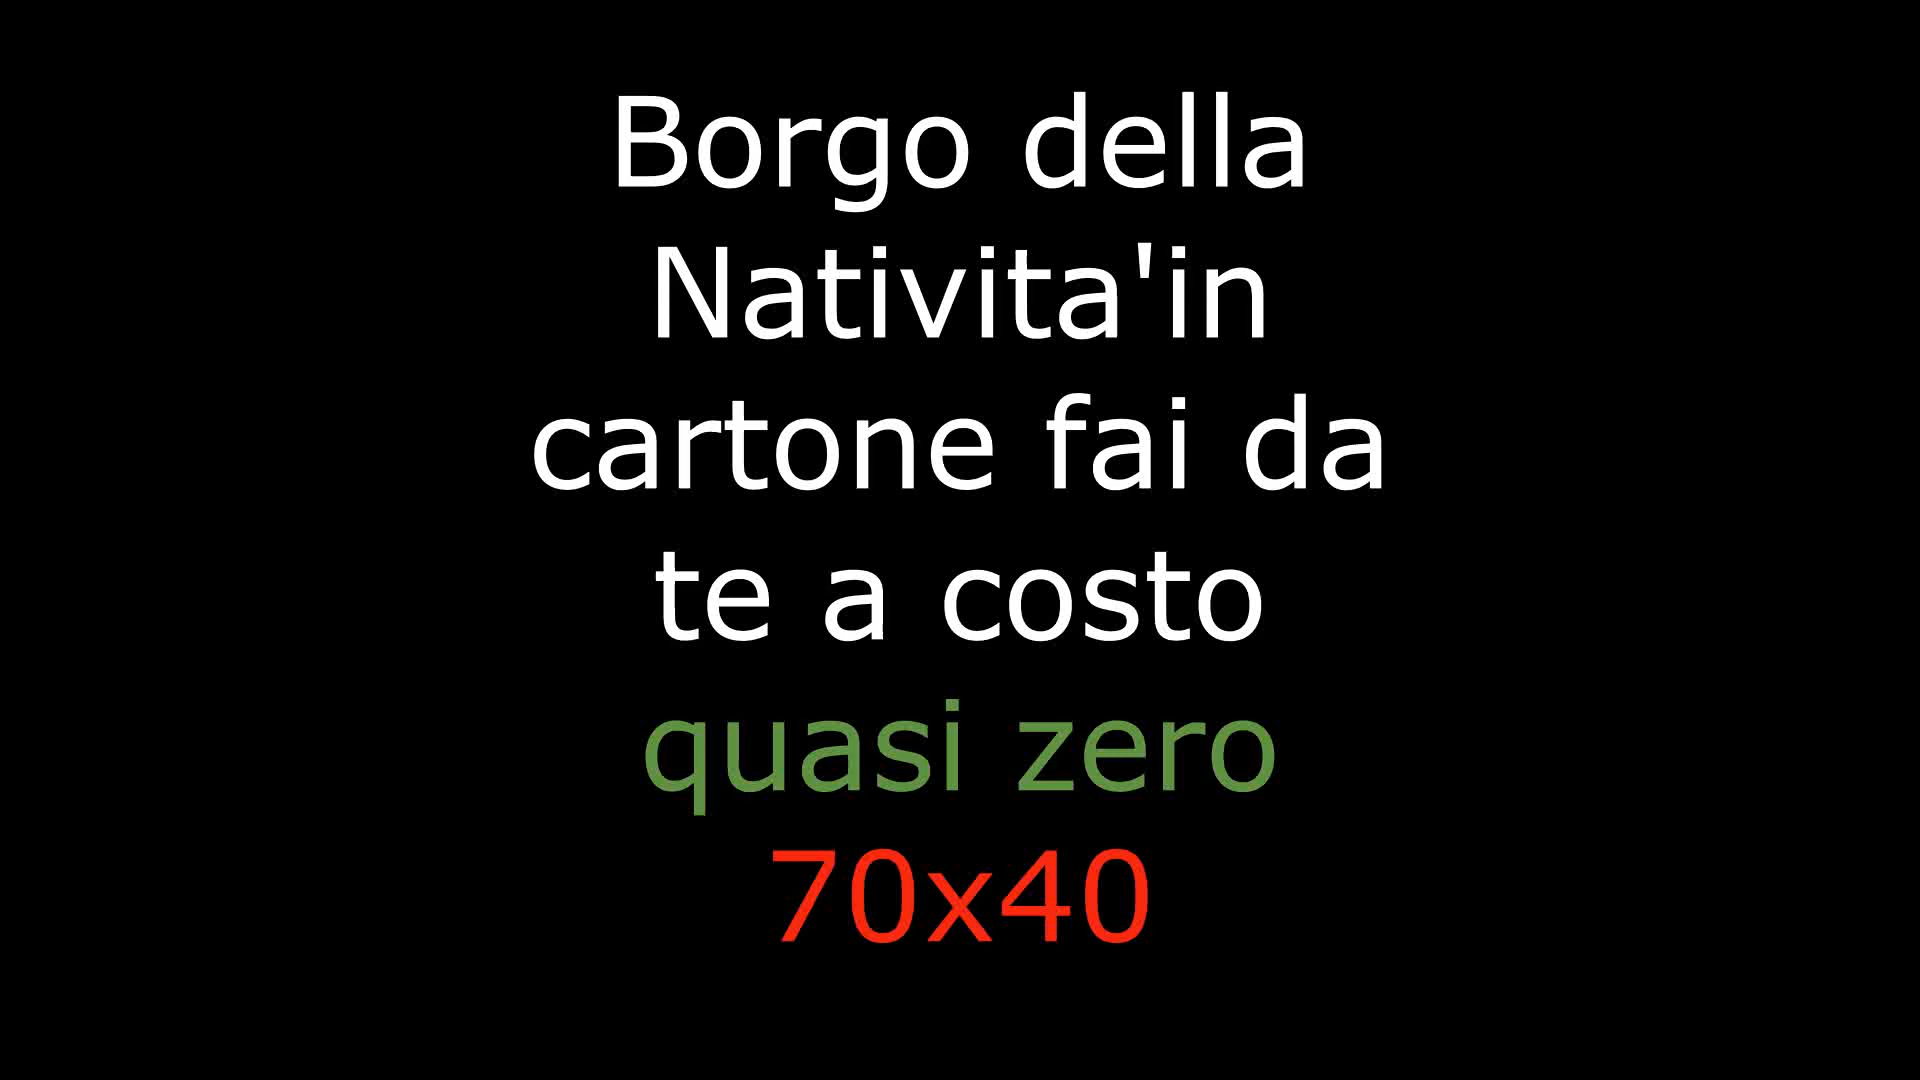 Borgo della
Nativita'in
cartone fai da
te a costo
quasi zero
70x40